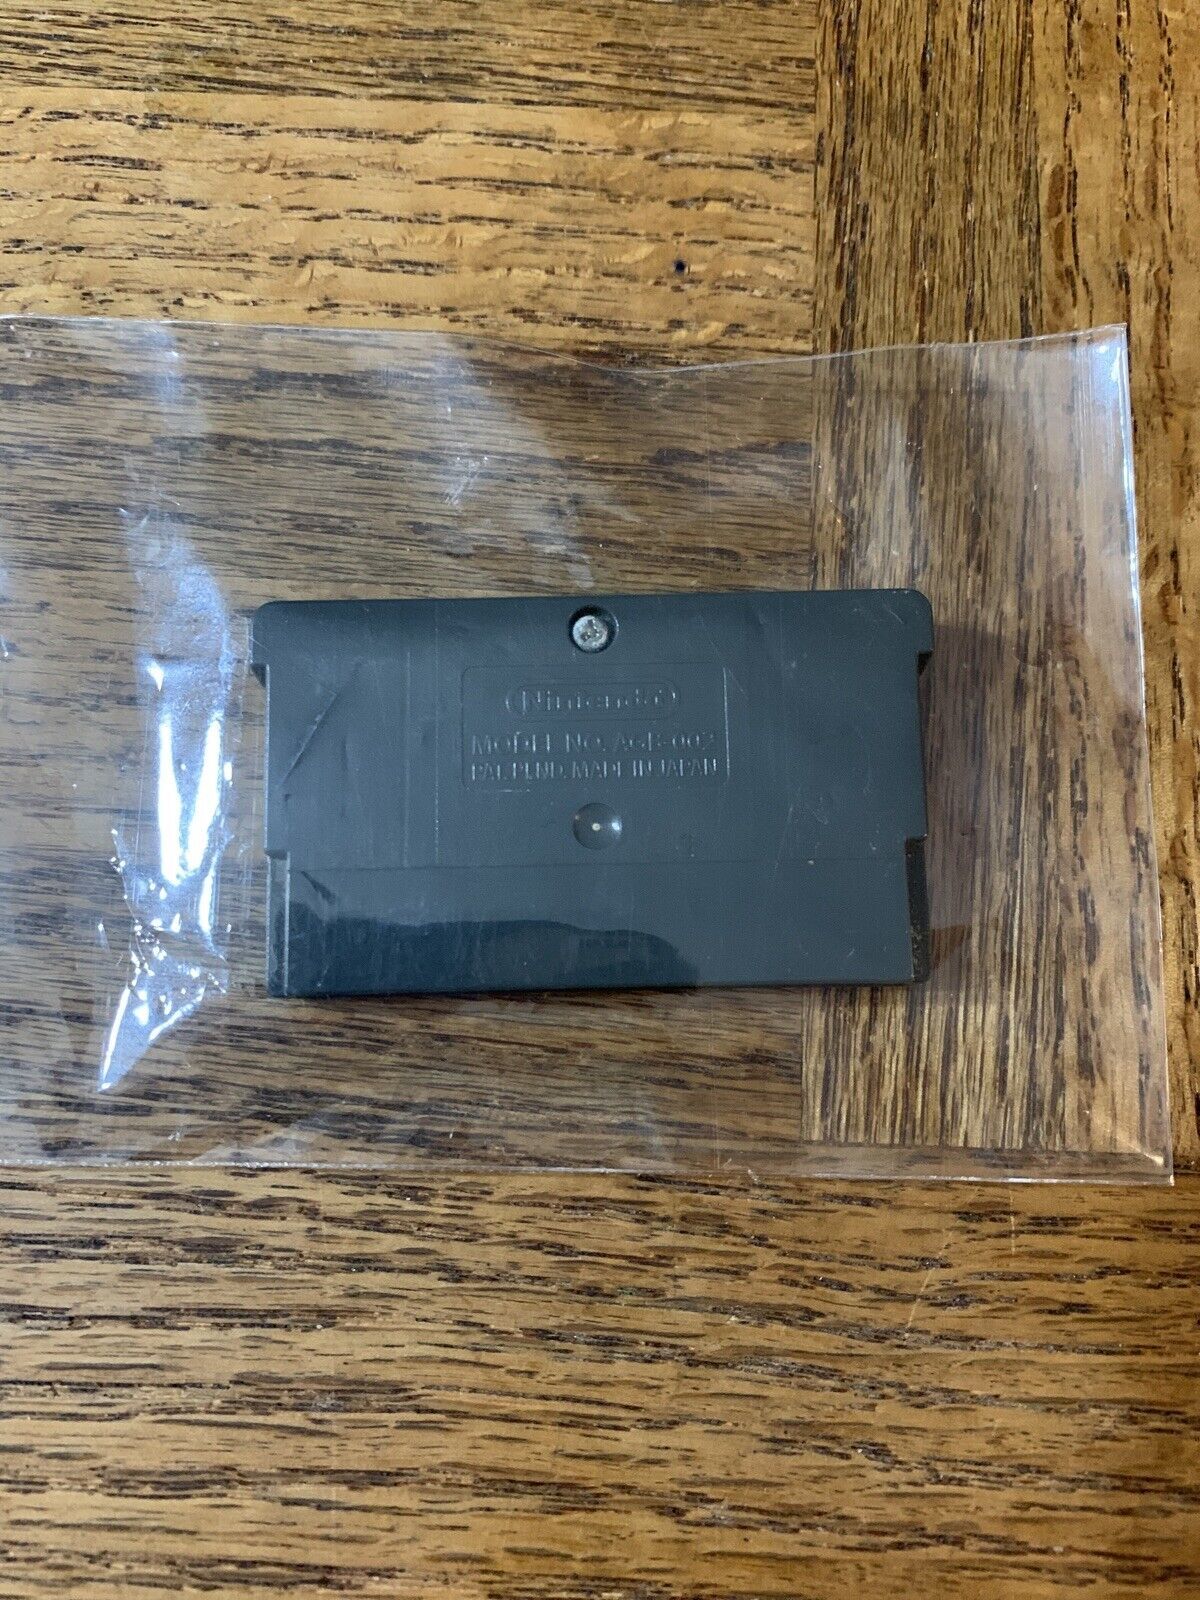 Nintendo
MODEL NO. AGB-002
PAT. PEND. MADE IN JAPAN